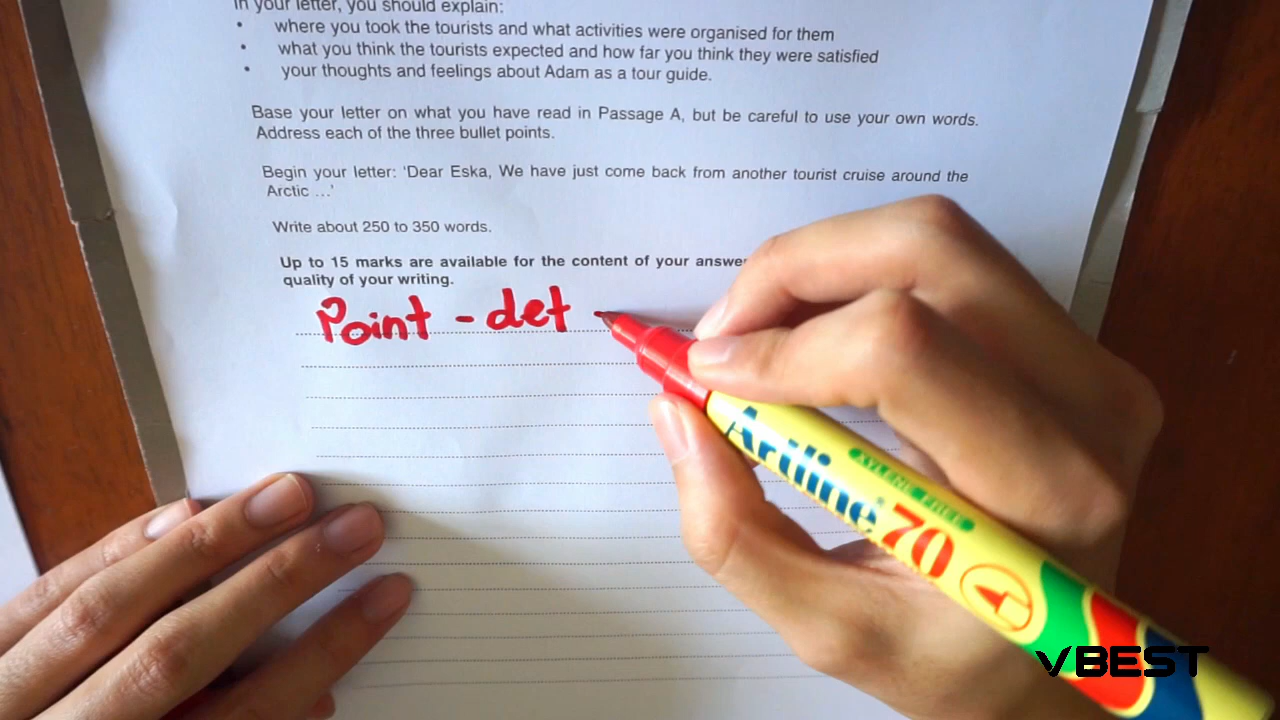 In your letter, you should explain:
• where you took the tourists and what activities were organised for them
• what you think the tourists expected and how far you think they were satisfied
• your thoughts and feelings about Adam as a tour guide.
Base your letter on what you have read in Passage A, but be careful to use your own words.
Address each of the three bullet points.
Begin your letter: ‘Dear Eska, We have just come back from another tourist cruise around the
Arctic …’
Write about 250 to 350 words.
Up to 15 marks are available for the content of your answer
quality of your writing.
Point - det -
Artline 70
XYLENE FREE
VBEST